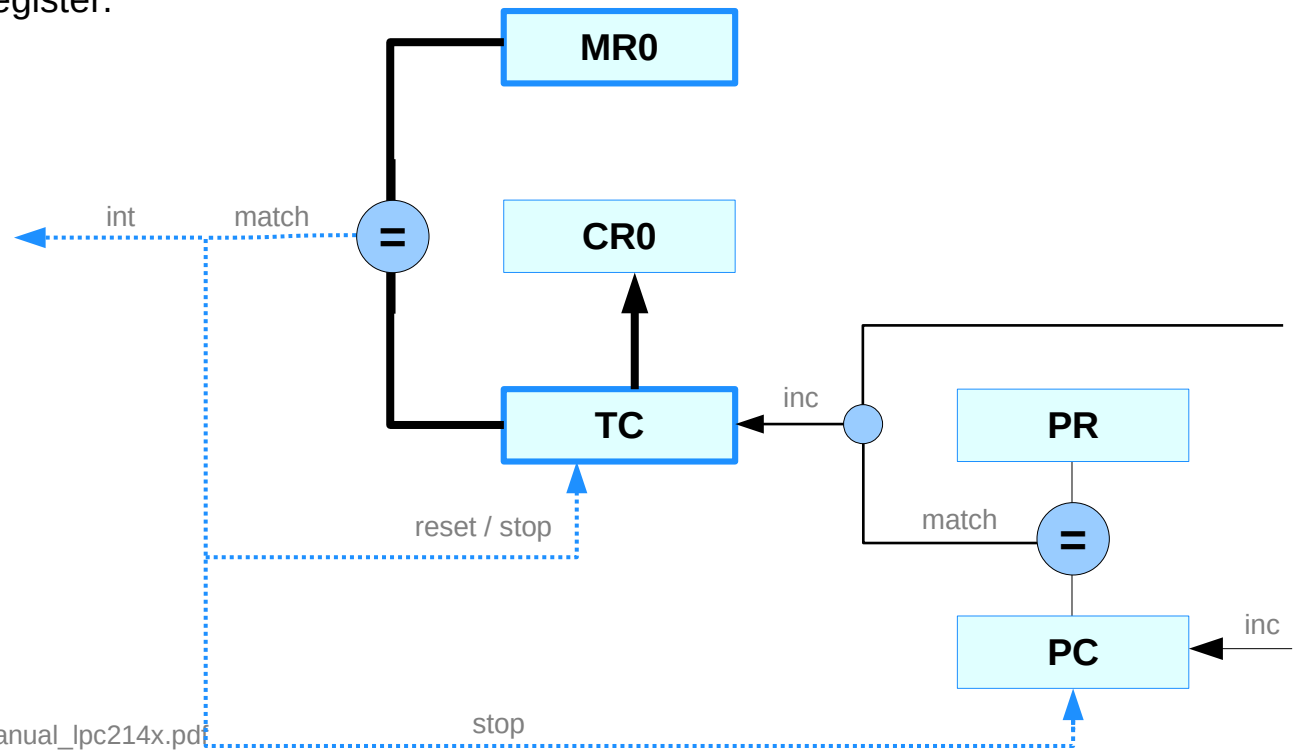 egister.
MR0
int
match
=
CR0
inc
TC
PR
reset / stop
match
=
inc
PC
stop
anual_lpc214x.pdf